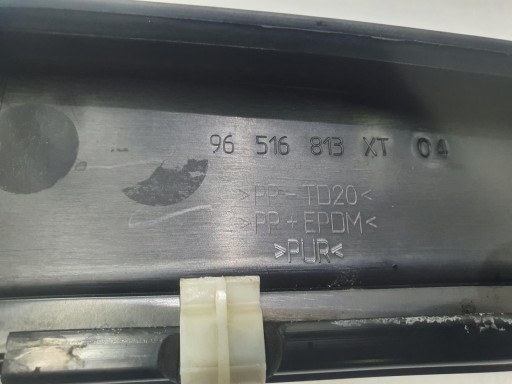 96 516 813 XT 04
>PP-TD20<
>PP+EPDM<
>PUR<